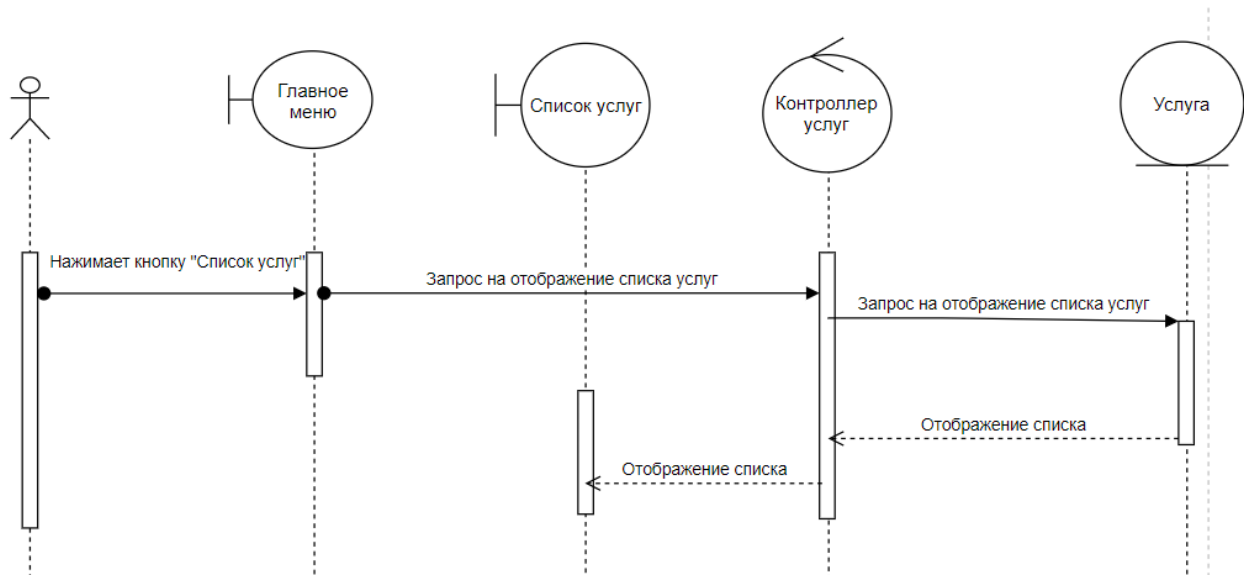 Главное
меню
Список услуг
Контроллер
услуг
Услуга
Нажимает кнопку "Список услуг"
Запрос на отображение списка услуг
Запрос на отображение списка услуг
Отображение списка
Отображение списка